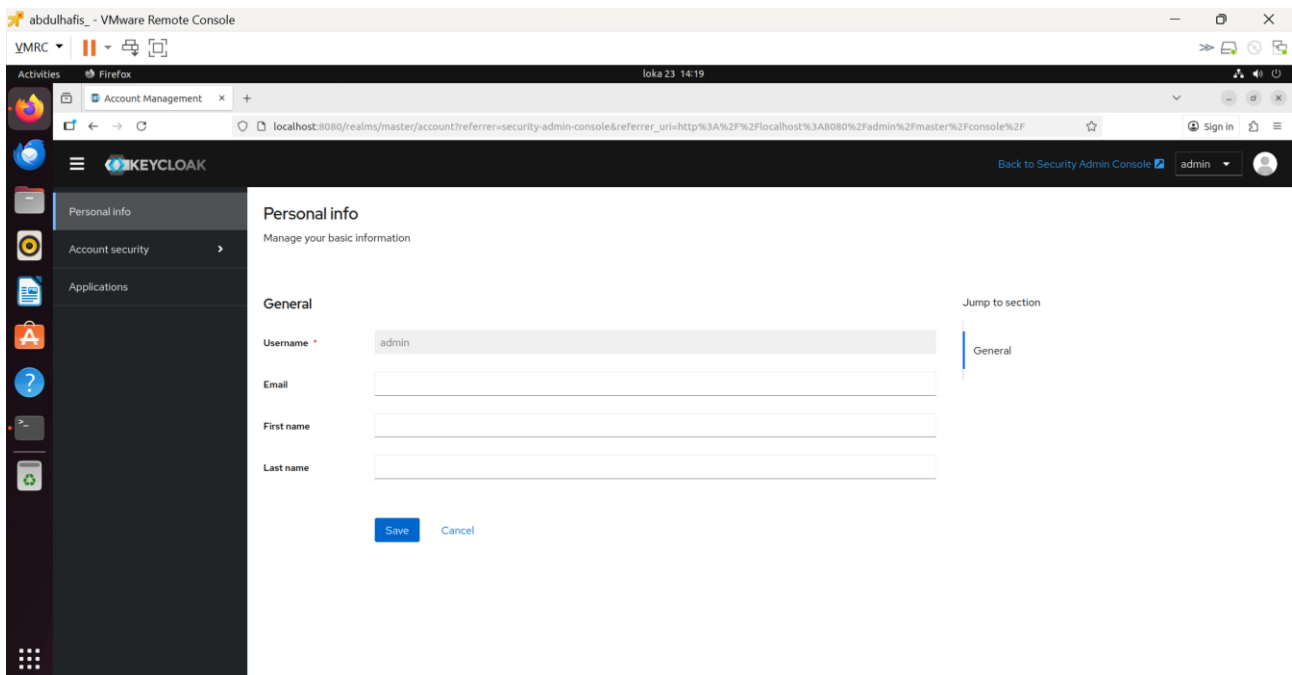 abdulhafis_ - VMware Remote Console
VMRC
Activities Firefox loka 23 14:19
Account Management
localhost:8080/realms/master/account?referrer=security-admin-console&referrer_uri=http%3A%2F%2Flocalhost%3A8080%2Fadmin%2Fmaster%2Fconsole%2F Sign in
KEYCLOAK Back to Security Admin Console admin
Personal info
Account security
Applications
Personal info
Manage your basic information
General
Username * admin
Email
First name
Last name
Save Cancel
Jump to section
General